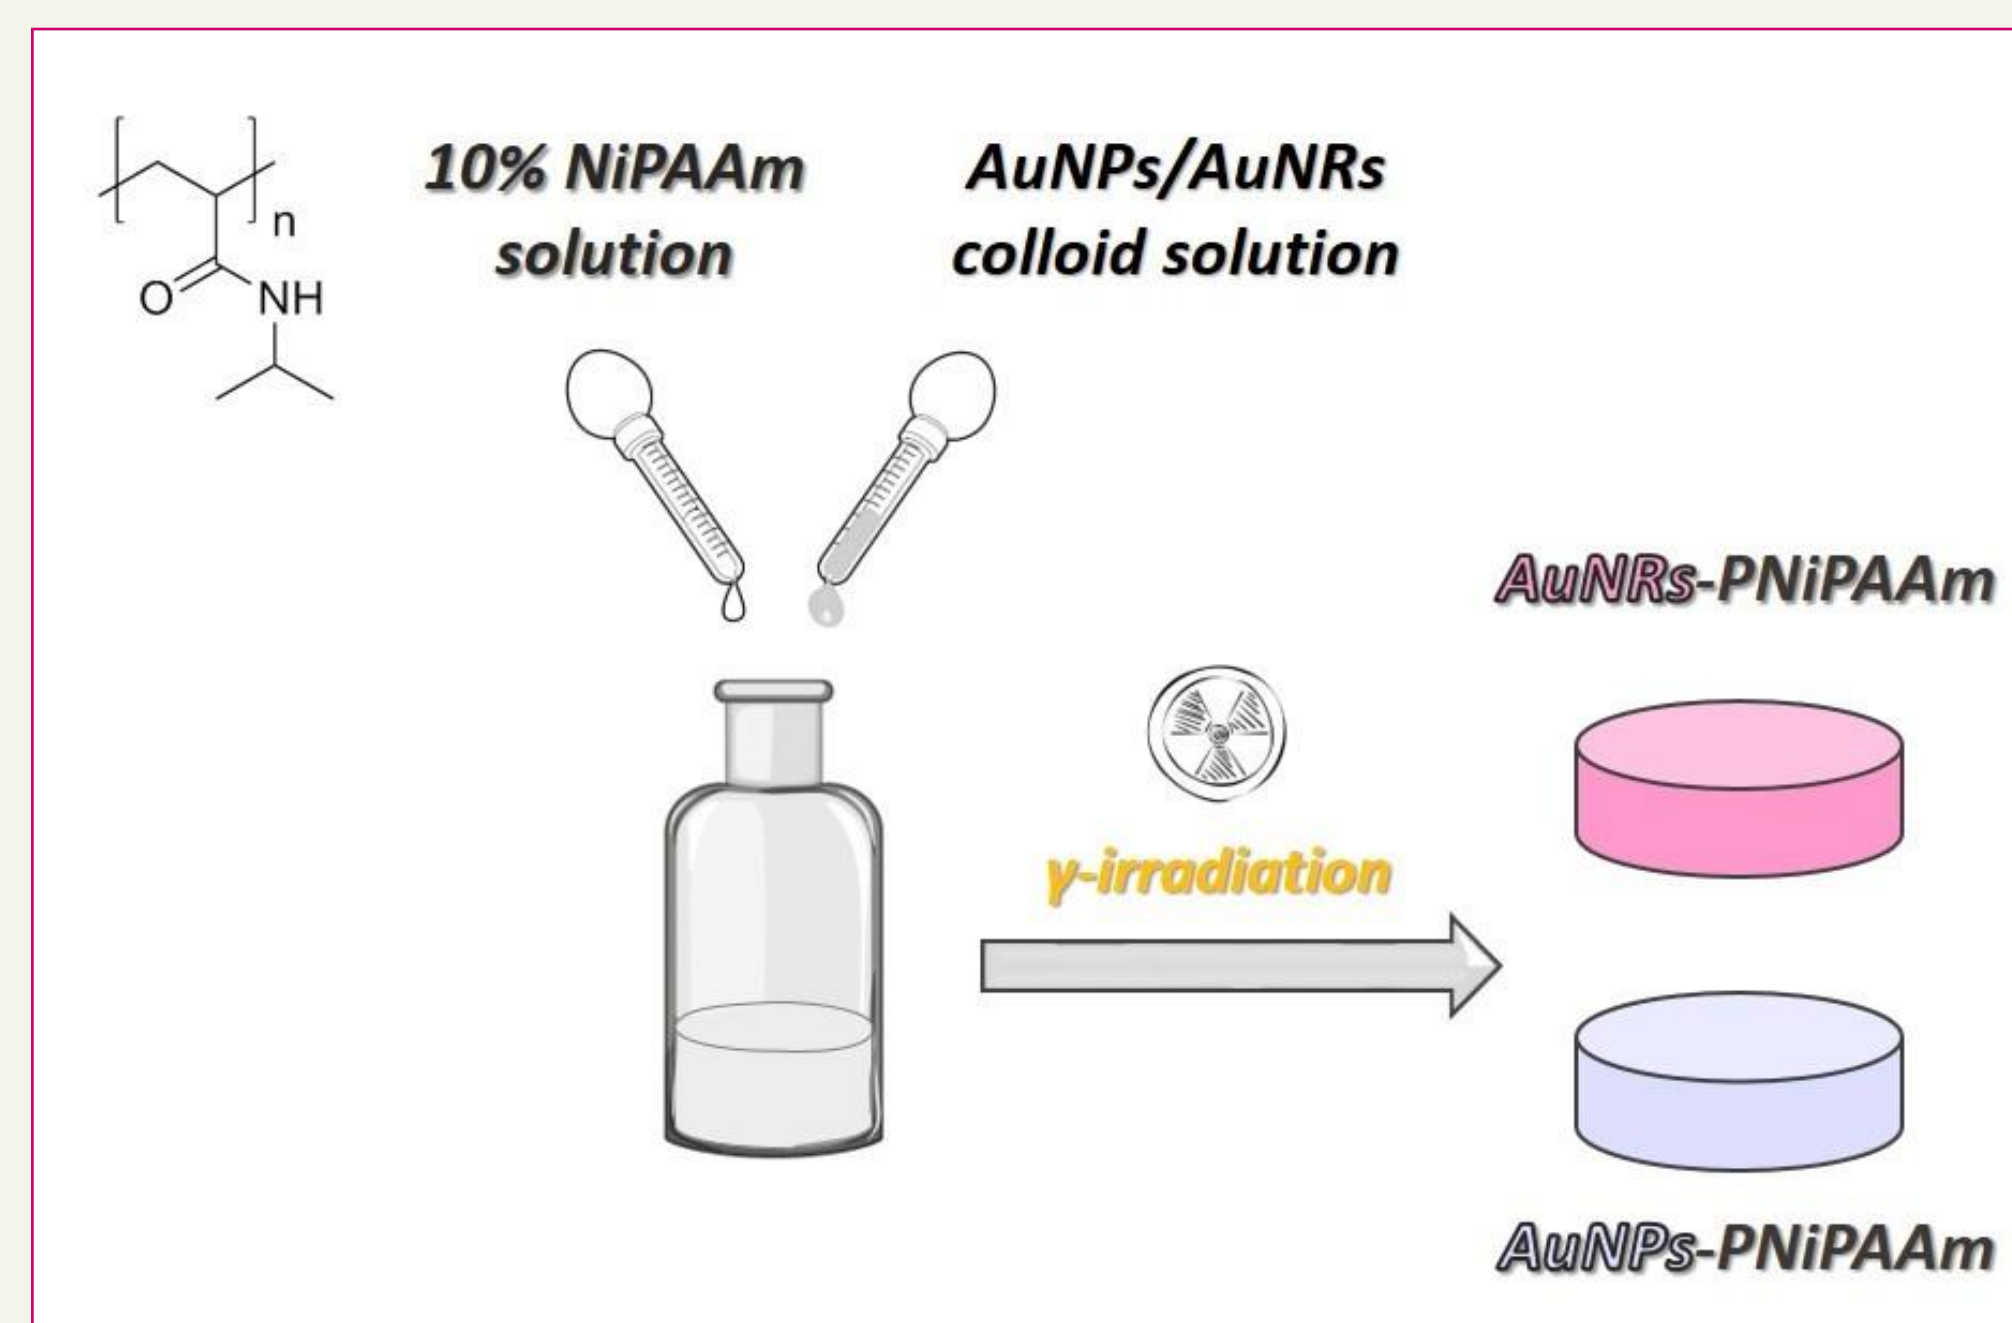 10% NiPAAm
solution
AuNPs/AuNRs
colloid solution
n
O
NH
AuNRs-PNiPAAm
γ-irradiation
AuNPs-PNiPAAm